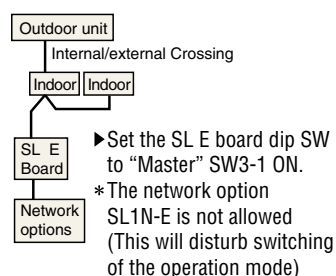 Outdoor unit
Internal/external Crossing
Indoor Indoor
SL E
Board
Network
options
▶Set the SL E board dip SW
to “Master” SW3-1 ON.
*The network option
SL1N-E is not allowed
(This will disturb switching
of the operation mode)